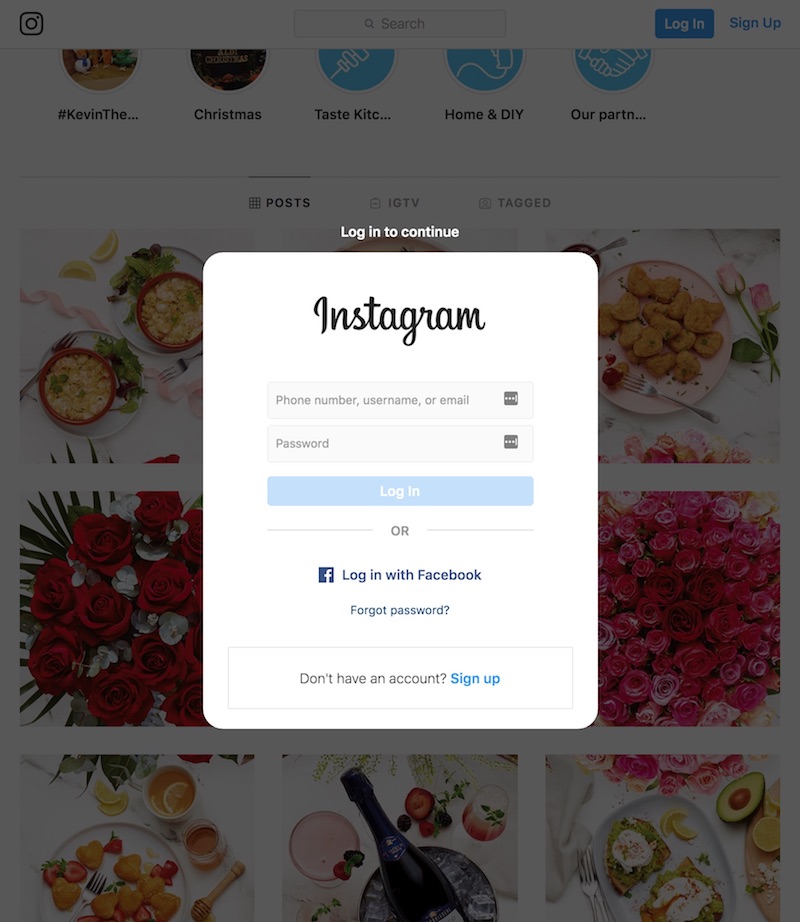 Search
Log In
Sign Up
CHRISTMAS
#KevinThe...
Christmas
Taste Kitc...
Home & DIY
Our partn...
POSTS
IGTV
TAGGED
Log in to continue
Instagram
Phone number, username, or email
Password
Log In
OR
Log in with Facebook
Forgot password?
Don't have an account? Sign up